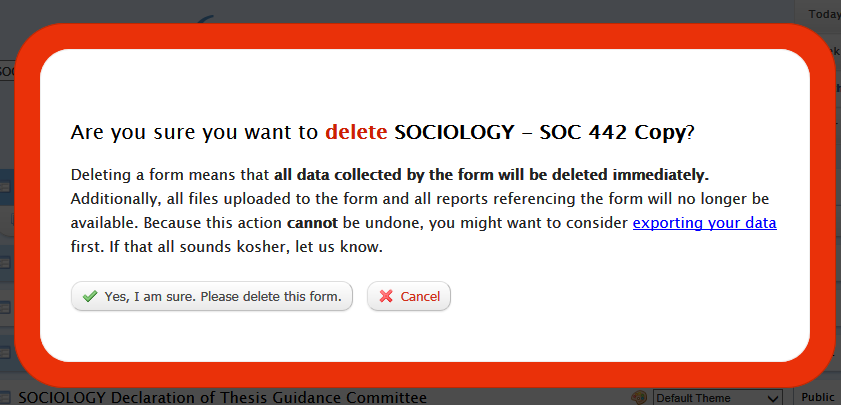 Today
SOC
Are you sure you want to delete SOCIOLOGY – SOC 442 Copy?
Deleting a form means that all data collected by the form will be deleted immediately.
Additionally, all files uploaded to the form and all reports referencing the form will no longer be
available. Because this action cannot be undone, you might want to consider exporting your data
first. If that all sounds kosher, let us know.
Yes, I am sure. Please delete this form.
Cancel
SOCIOLOGY Declaration of Thesis Guidance Committee
Default Theme
Public